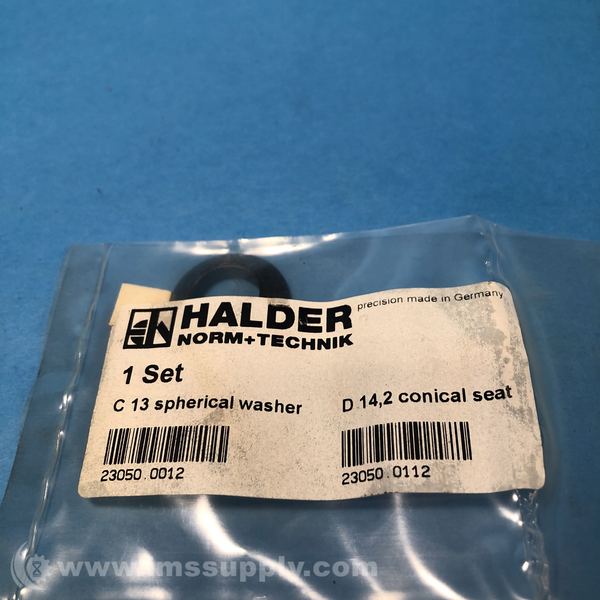 HALDER
NORM+TECHNIK
precision made in Germany
1 Set
C 13 spherical washer
D 14,2 conical seat
23050.0012
23050.0112
www.imssupply.com